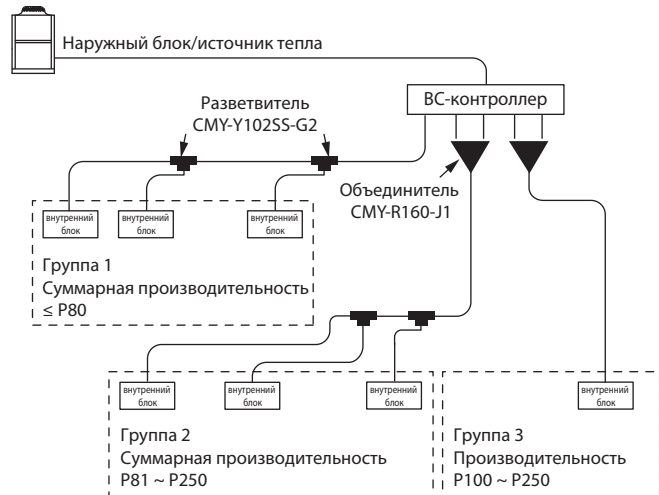 Наружный блок/источник тепла
BC-контроллер
Разветвитель
CMY-Y102SS-G2
Объединитель
CMY-R160-J1
внутренний
блок
внутренний
блок
внутренний
блок
Группа 1
Суммарная производительность
≤ P80
внутренний
блок
внутренний
блок
внутренний
блок
внутренний
блок
Группа 2
Суммарная производительность
P81 ~ P250
Группа 3
Производительность
P100 ~ P250